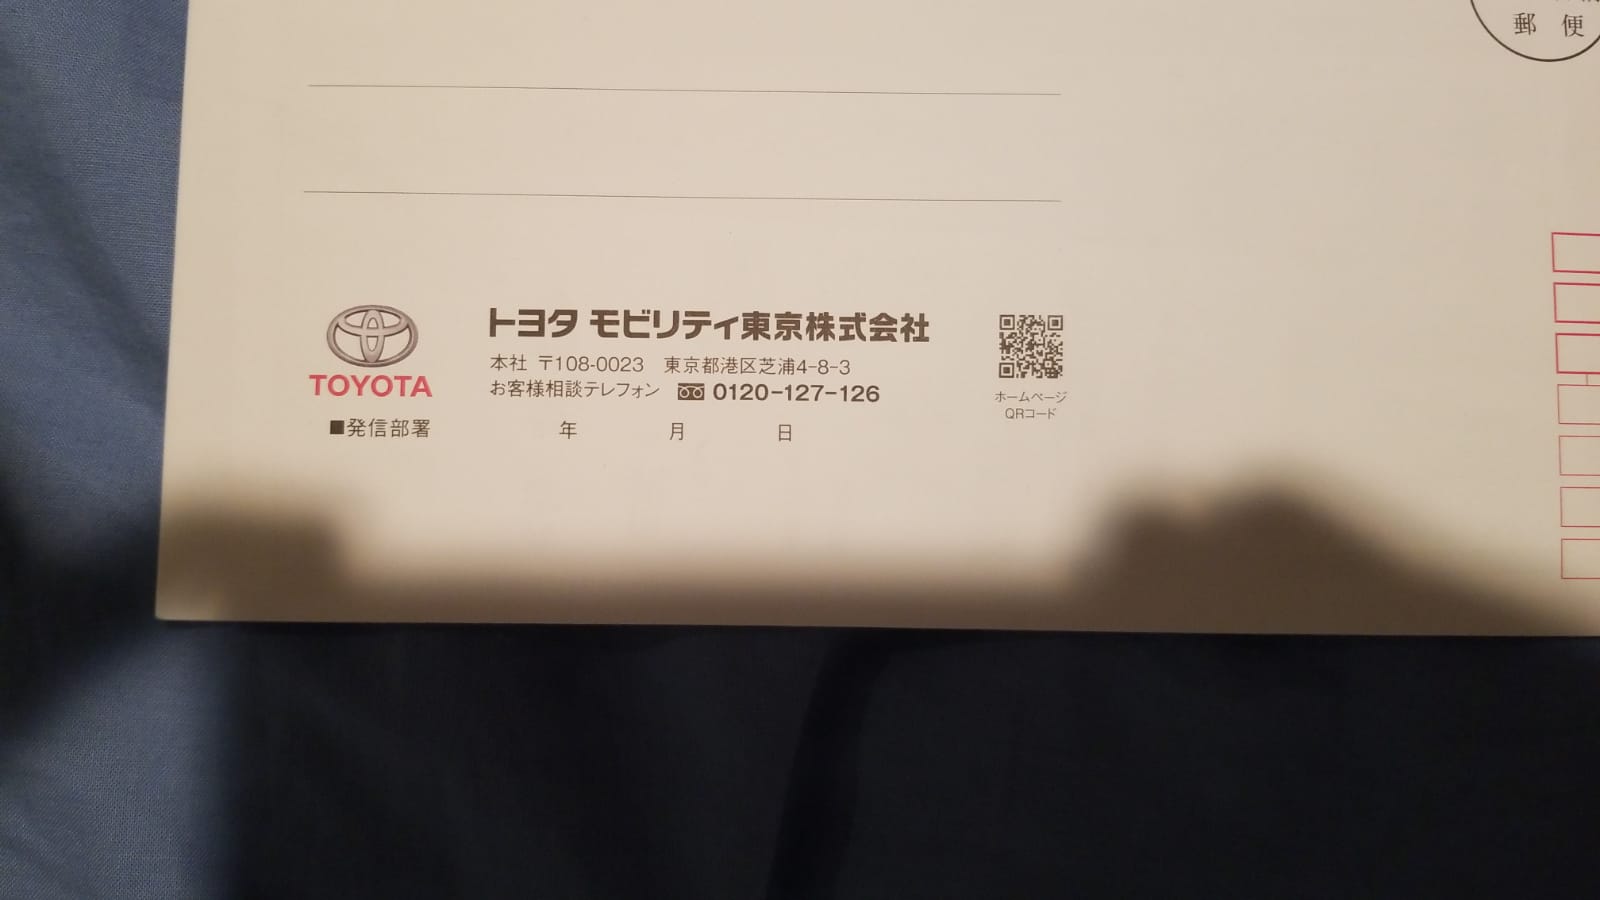 郵 便
トヨタ モビリティ東京株式会社
本社 〒108-0023 東京都港区芝浦4-8-3
お客様相談テレフォン 0120-127-126
TOYOTA
■発信部署 年 月 日
ホームページ
QRコード